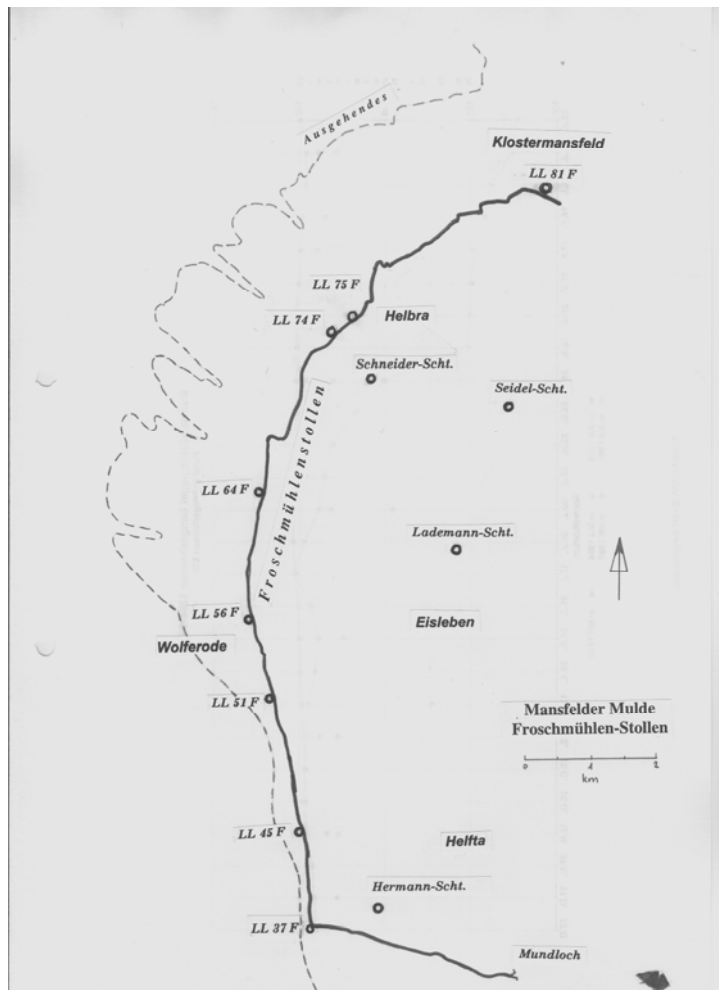 Ausgehendes
Klostermansfeld
LL 81 F
LL 75 F
LL 74 F
Helbra
Schneider-Scht.
Seidel-Scht.
Froschmühlenstollen
LL 64 F
Lademann-Scht.
LL 56 F
Eisleben
Wolferode
LL 51 F
Mansfelder Mulde
Froschmühlen-Stollen
0 1 2
km
LL 45 F
Helfta
Hermann-Scht.
LL 37 F
Mundloch